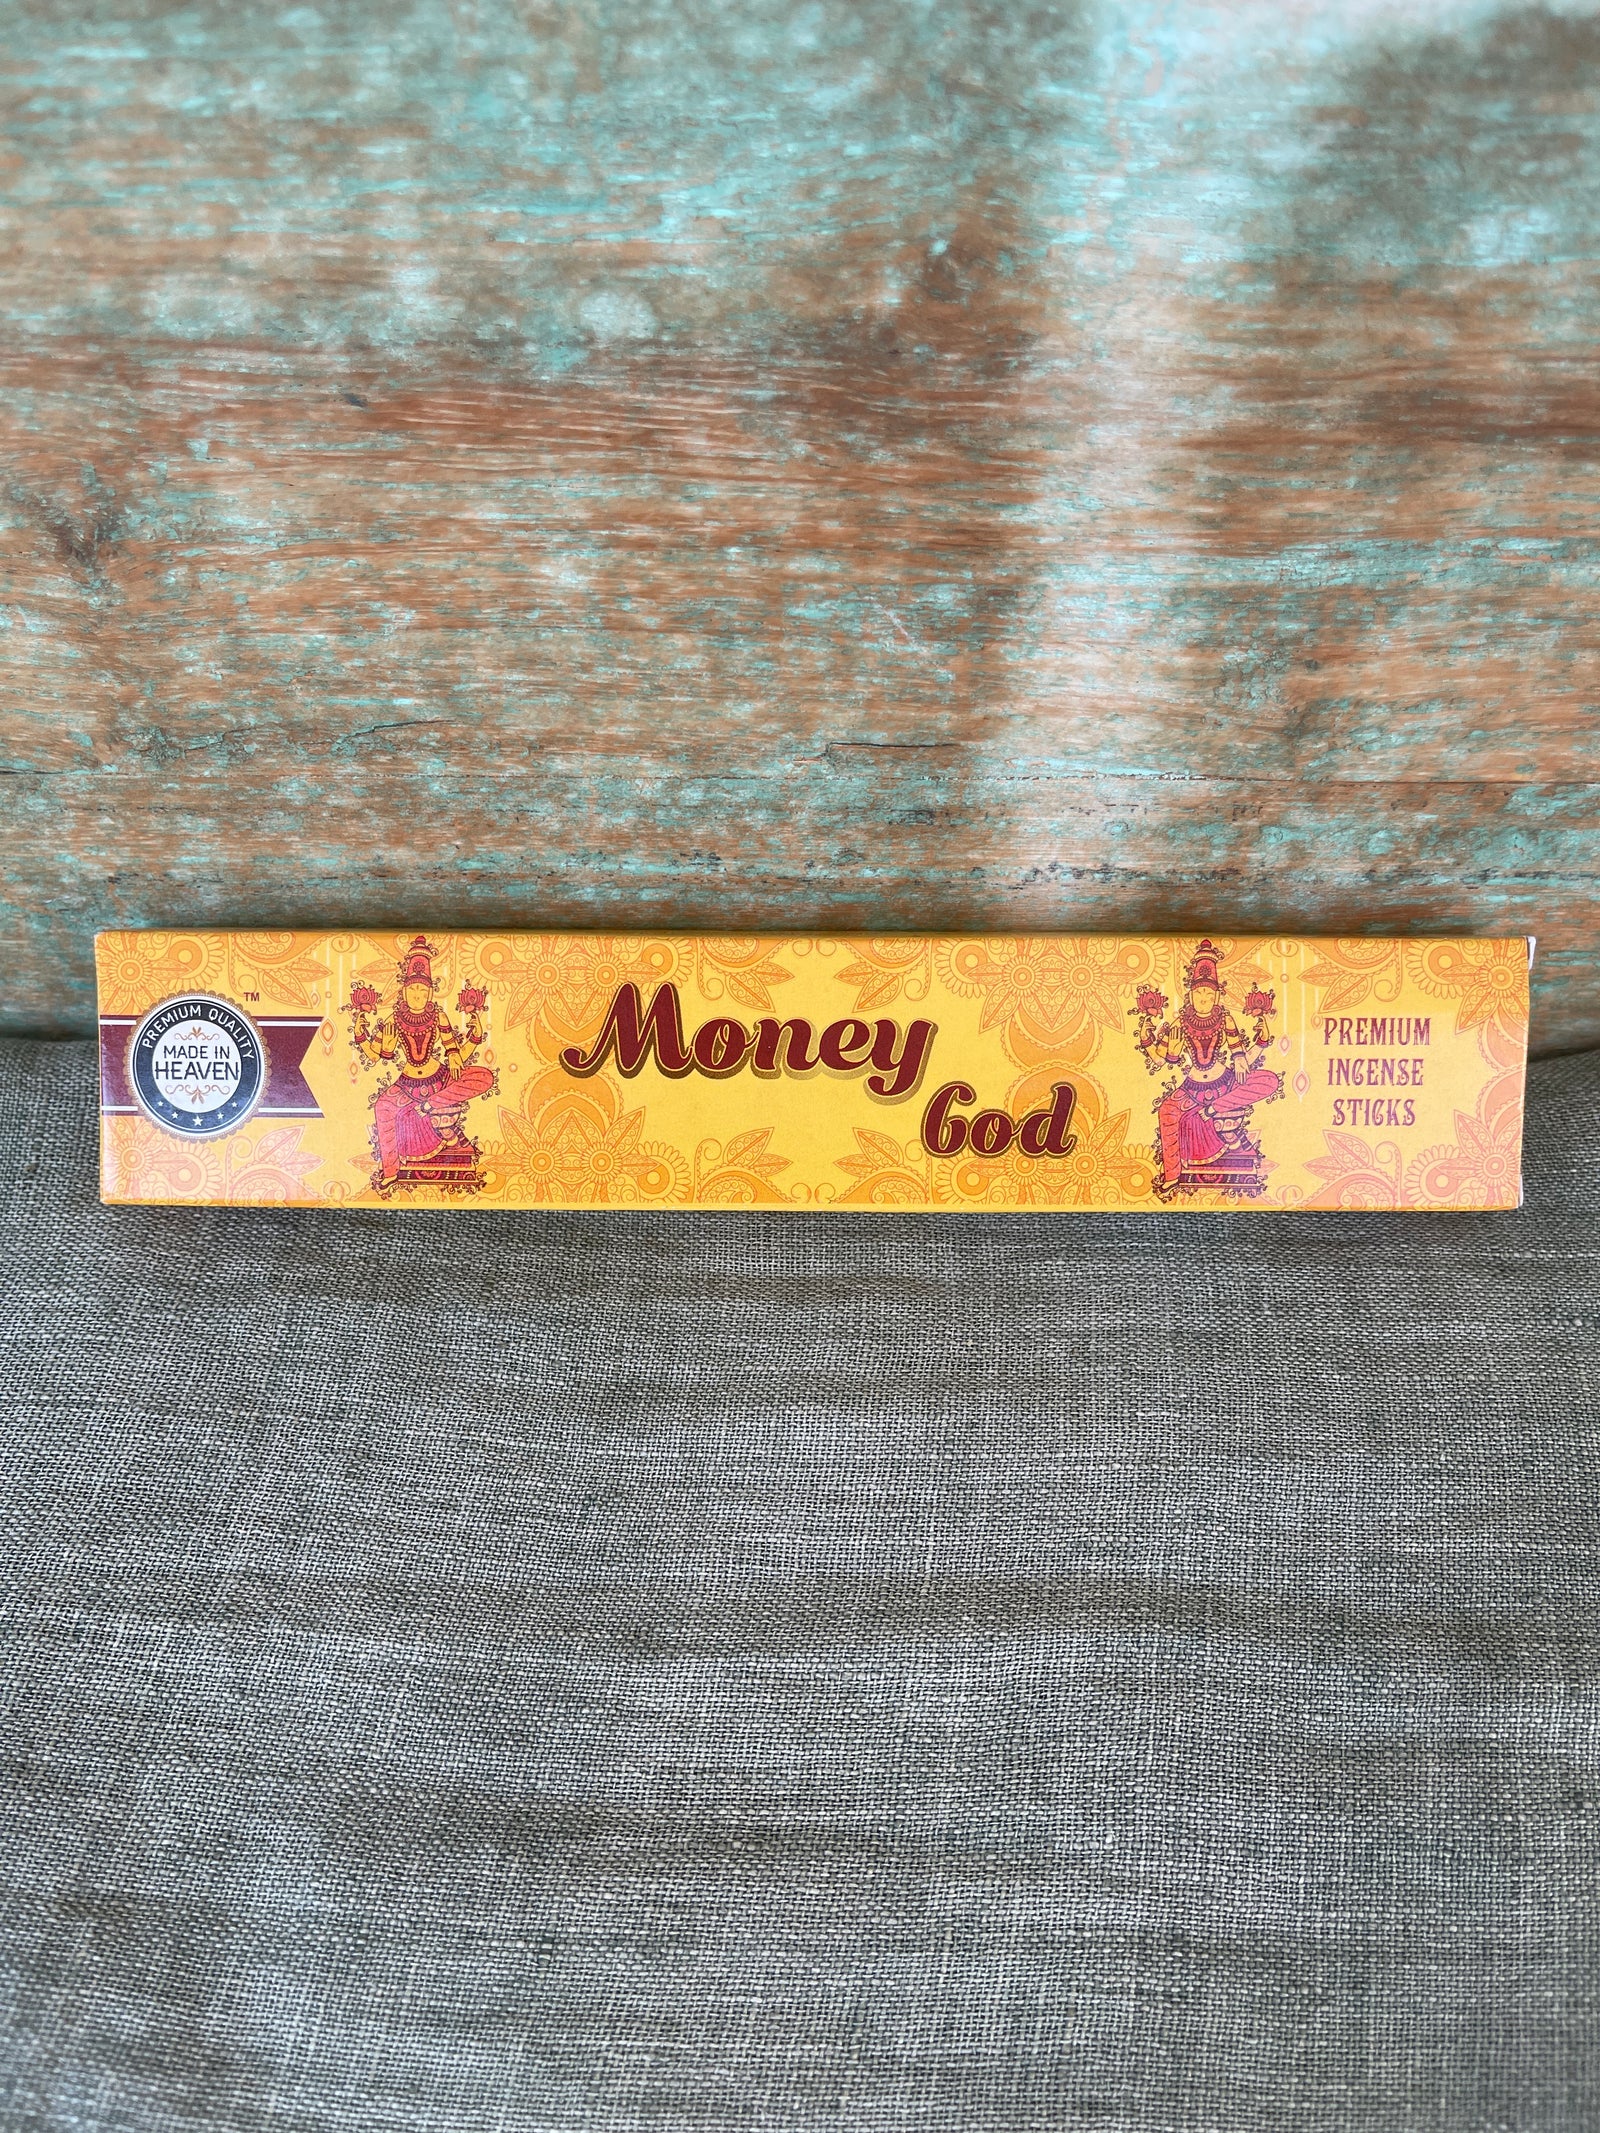 PREMIUM QUALITY
MADE IN
HEAVEN
TM
Money
God
PREMIUM
INCENSE
STICKS